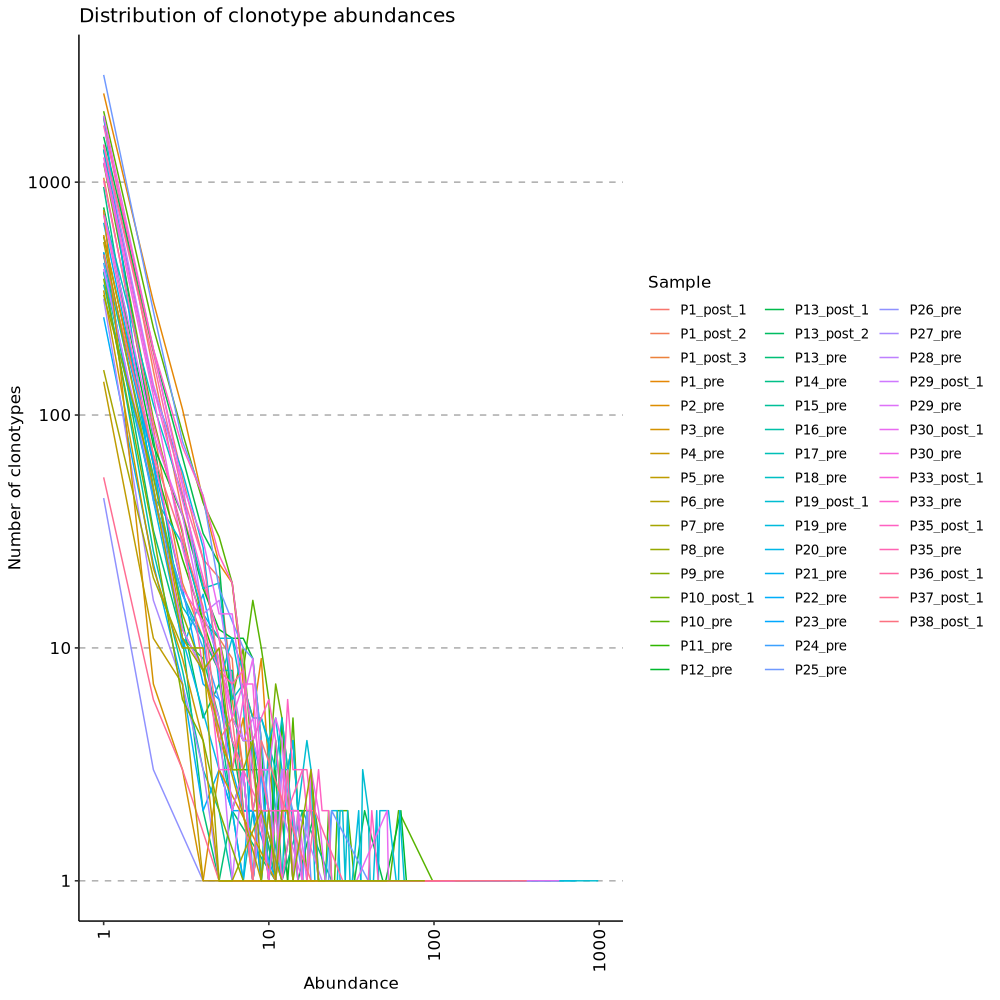 Distribution of clonotype abundances
Number of clonotypes
1000
100
10
1
1
10
100
1000
Abundance
Sample
P1_post_1
P1_post_2
P1_post_3
P1_pre
P2_pre
P3_pre
P4_pre
P5_pre
P6_pre
P7_pre
P8_pre
P9_pre
P10_post_1
P10_pre
P11_pre
P12_pre
P13_post_1
P13_post_2
P13_pre
P14_pre
P15_pre
P16_pre
P17_pre
P18_pre
P19_post_1
P19_pre
P20_pre
P21_pre
P22_pre
P23_pre
P24_pre
P25_pre
P26_pre
P27_pre
P28_pre
P29_post_1
P29_pre
P30_post_1
P30_pre
P33_post_1
P33_pre
P35_post_1
P35_pre
P36_post_1
P37_post_1
P38_post_1